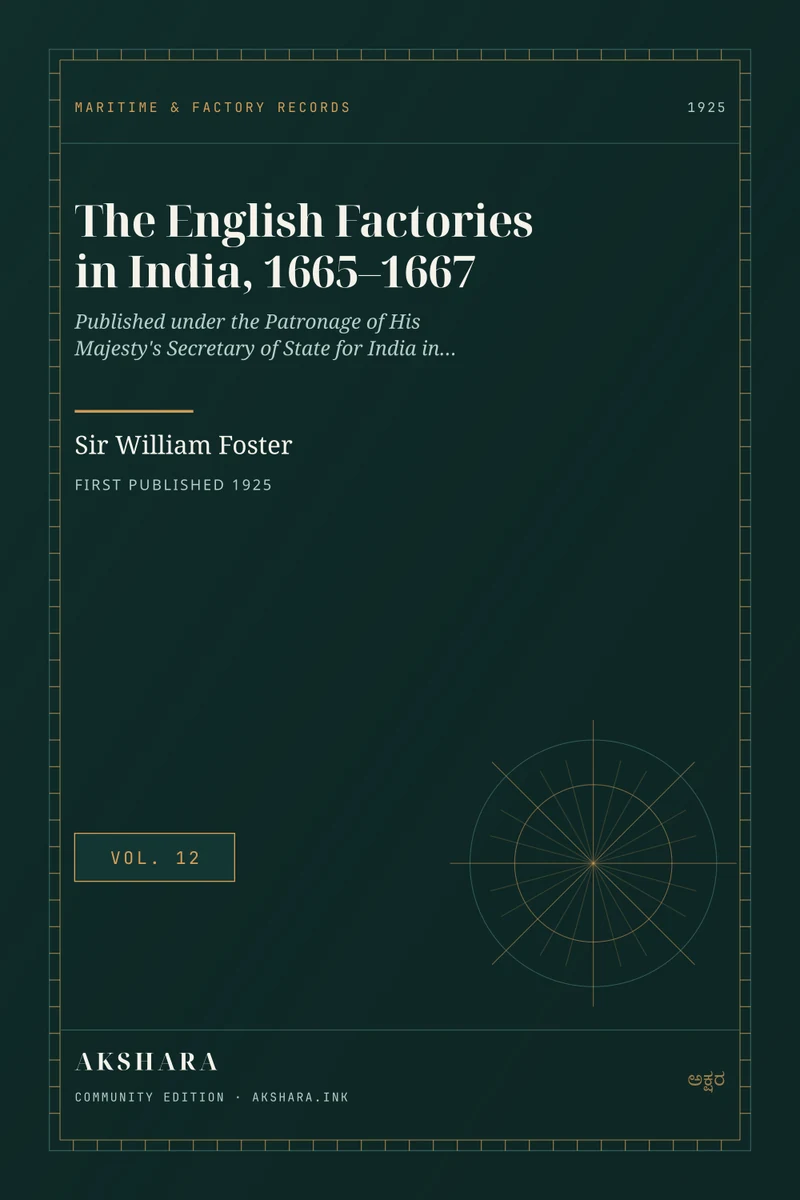 MARITIME & FACTORY RECORDS
1925
The English Factories
in India, 1665–1667
Published under the Patronage of His
Majesty's Secretary of State for India in...
Sir William Foster
FIRST PUBLISHED 1925
VOL. 12
AKSHARA
COMMUNITY EDITION · AKSHARA.INK
ಅಕ್ಷರ